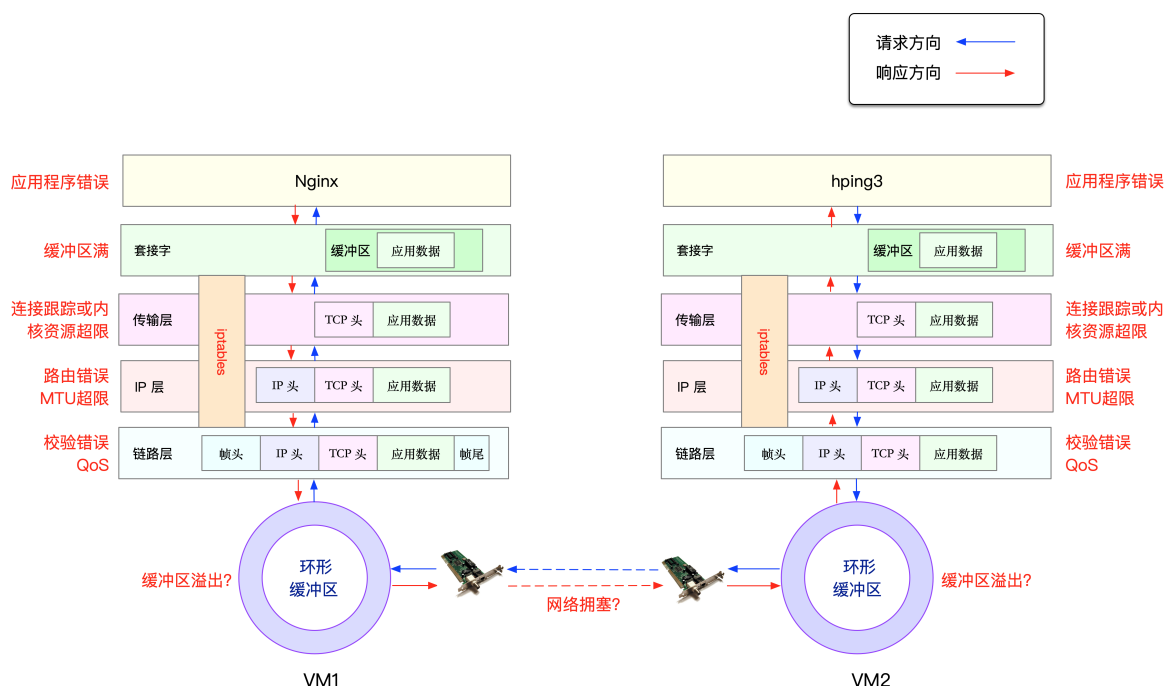 请求方向
响应方向
应用程序错误
Nginx
缓冲区满
套接字
缓冲区
应用数据
连接跟踪或内
核资源超限
传输层
TCP 头
应用数据
iptables
路由错误
MTU超限
IP 层
IP 头
TCP 头
应用数据
校验错误
QoS
链路层
帧头
IP 头
TCP 头
应用数据
帧尾
缓冲区溢出?
环形
缓冲区
VM1
网络拥塞?
hping3
应用程序错误
套接字
缓冲区
应用数据
缓冲区满
传输层
TCP 头
应用数据
连接跟踪或内
核资源超限
iptables
IP 层
IP 头
TCP 头
应用数据
路由错误
MTU超限
链路层
帧头
IP 头
TCP 头
应用数据
校验错误
QoS
环形
缓冲区
缓冲区溢出?
VM2